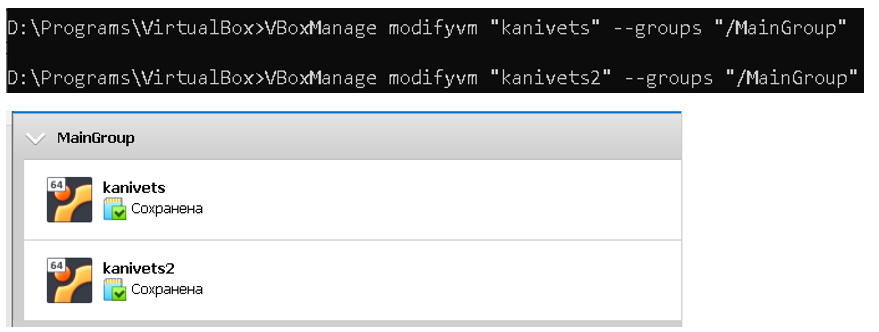 D:\Programs\VirtualBox>VBoxManage modifyvm "kanivets" --groups "/MainGroup"
D:\Programs\VirtualBox>VBoxManage modifyvm "kanivets2" --groups "/MainGroup"
MainGroup
64
kanivets
Сохранена
64
kanivets2
Сохранена